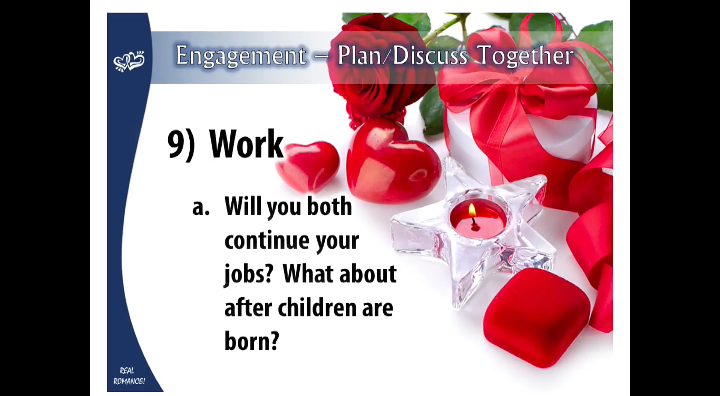 Engagement – Plan/Discuss Together
9) Work
a. Will you both
continue your
jobs? What about
after children are
born?
REAL
ROMANCE!